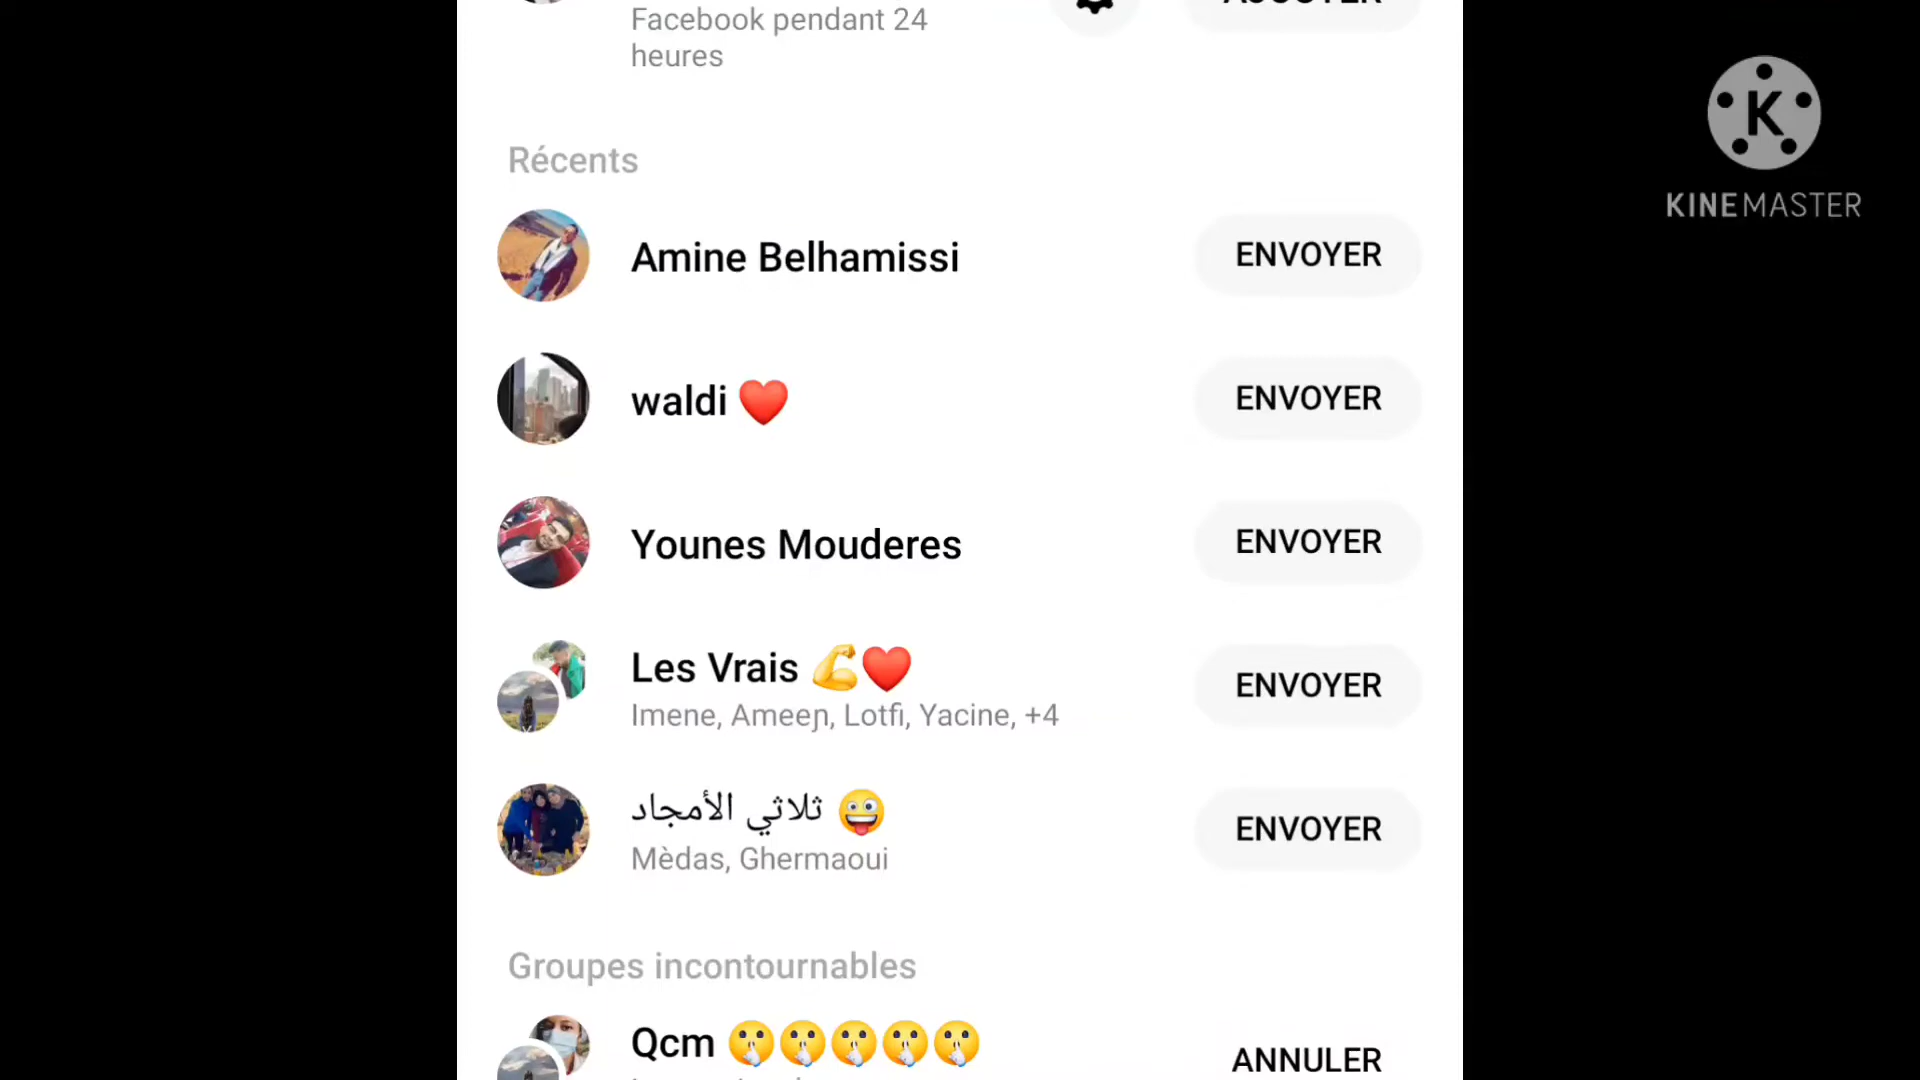 AJOUTER
Facebook pendant 24
heures
Récents
Amine Belhamissi
ENVOYER
waldi ❤️
ENVOYER
Younes Mouderes
ENVOYER
Les Vrais 💪❤️
Imene, Ameeŋ, Lotfi, Yacine, +4
ENVOYER
ثلاثي الأمجاد 🤪
Mèdas, Ghermaoui
ENVOYER
Groupes incontournables
Qcm 🤫🤫🤫🤫🤫
ANNULER
K
KINEMASTER